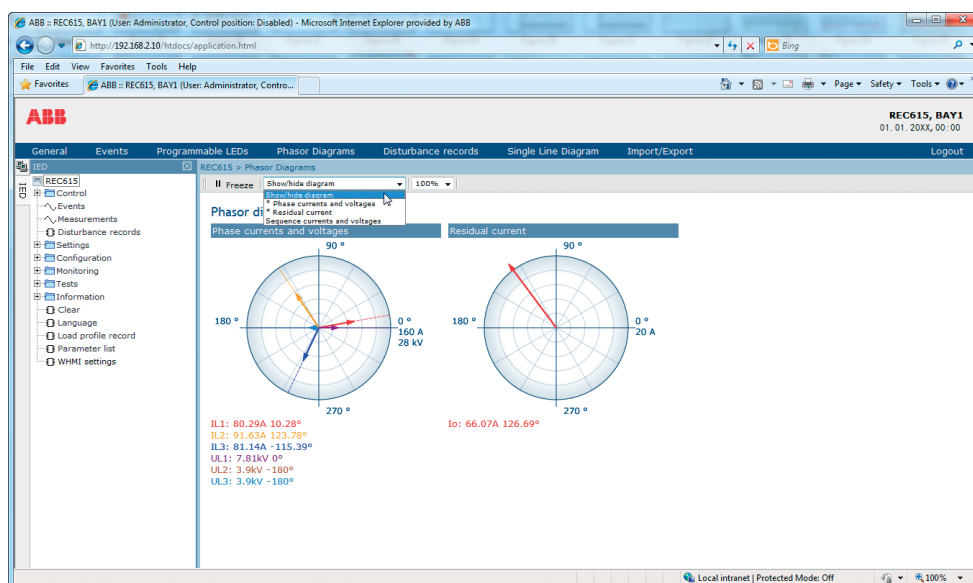 ABB :: REC615, BAY1 (User: Administrator, Control position: Disabled) - Microsoft Internet Explorer provided by ABB
http://192.168.2.10/htdocs/application.html
Bing
File Edit View Favorites Tools Help
Favorites ABB :: REC615, BAY1 (User: Administrator, Contro...
Page Safety Tools
ABB
REC615, BAY1
01. 01. 20XX, 00:00
General Events Programmable LEDs Phasor Diagrams Disturbance records Single Line Diagram Import/Export Logout
IED
IED
REC615 > Phasor Diagrams
REC615
Control
Events
Measurements
Disturbance records
Settings
Configuration
Monitoring
Tests
Information
Clear
Language
Load profile record
Parameter list
WHMI settings
Freeze Show/hide diagram 100%
Show/hide diagram
* Phase currents and voltages
* Residual current
Sequence currents and voltages
Phasor di
Phase currents and voltages
90 °
180 °
0 °
160 A
28 kV
270 °
IL1: 80.29A 10.28°
IL2: 91.63A 123.78°
IL3: 81.14A -115.39°
UL1: 7.81kV 0°
UL2: 3.9kV -180°
UL3: 3.9kV -180°
Residual current
90 °
180 °
0 °
20 A
270 °
Io: 66.07A 126.69°
Local intranet | Protected Mode: Off 100%